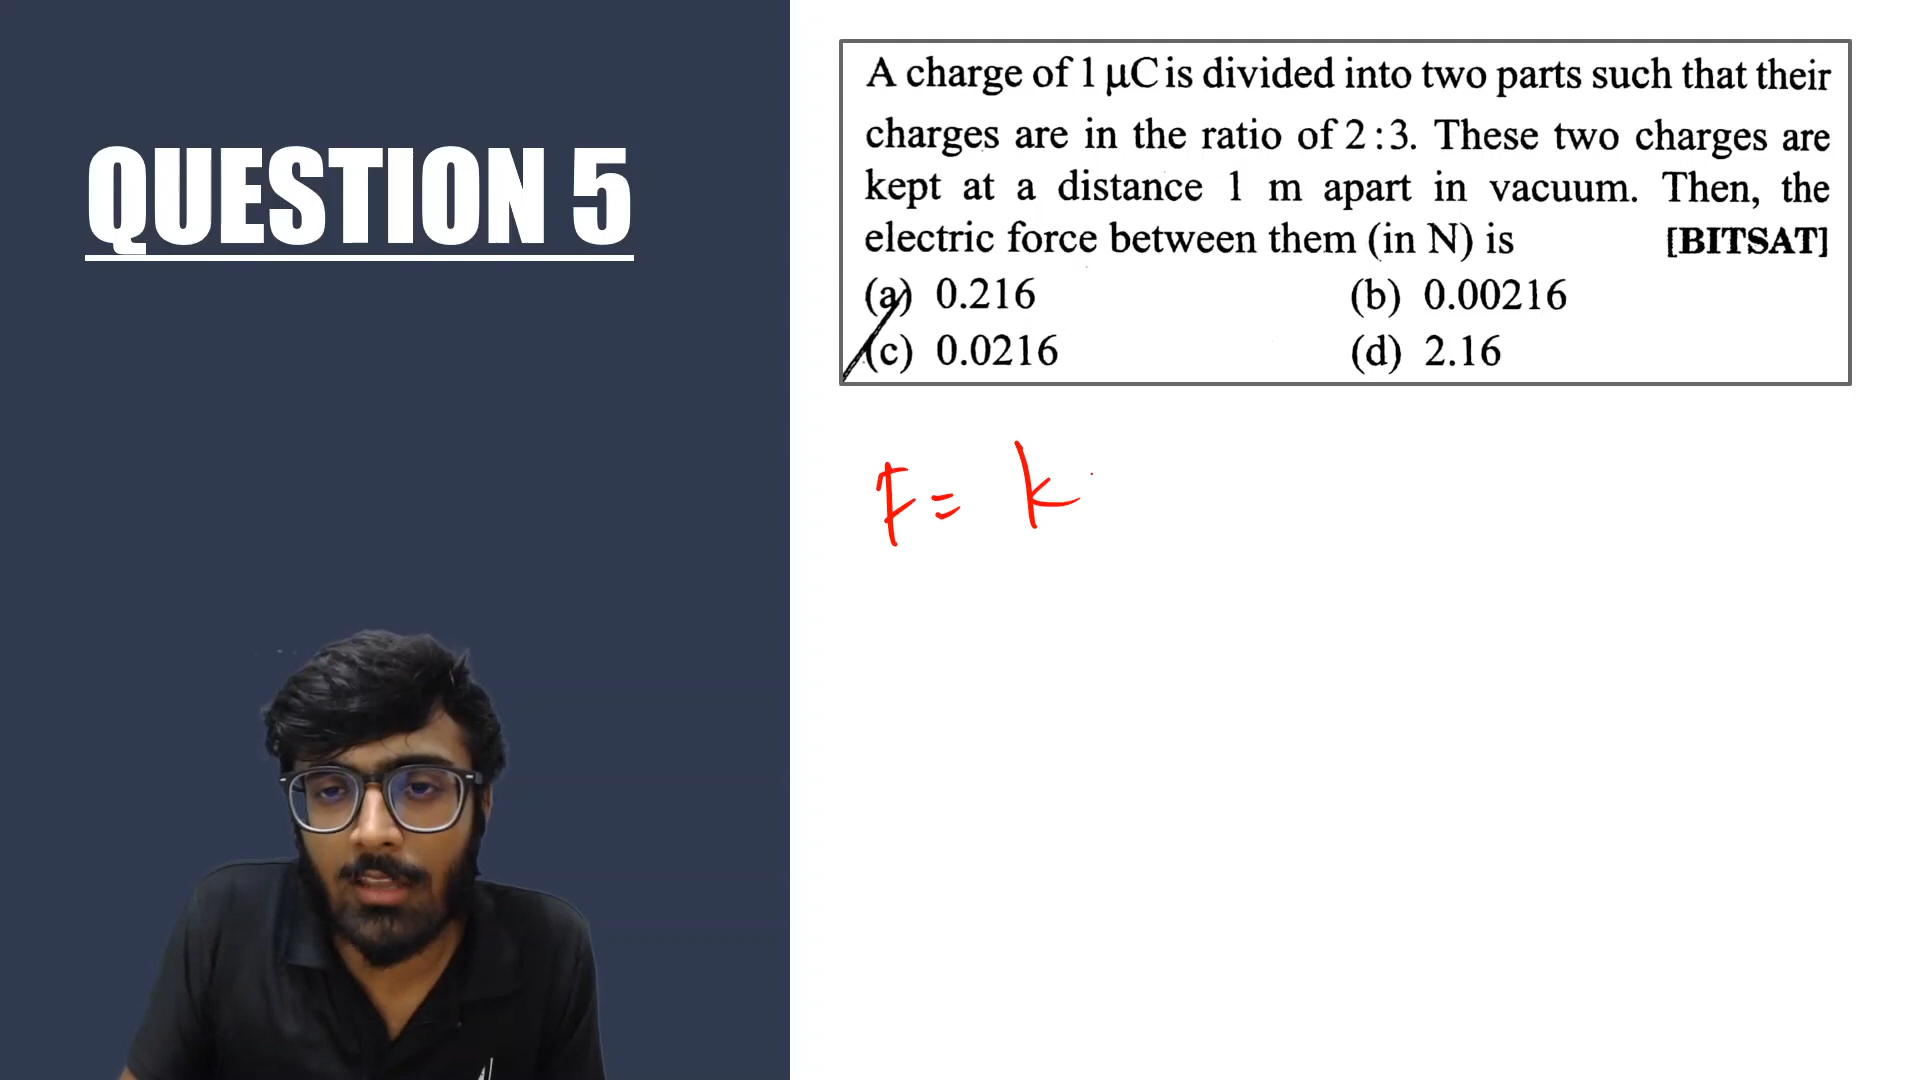 QUESTION 5
A charge of 1 μC is divided into two parts such that their
charges are in the ratio of 2:3. These two charges are
kept at a distance 1 m apart in vacuum. Then, the
electric force between them (in N) is [BITSAT]
(a) 0.216 (b) 0.00216
(c) 0.0216 (d) 2.16
F = k